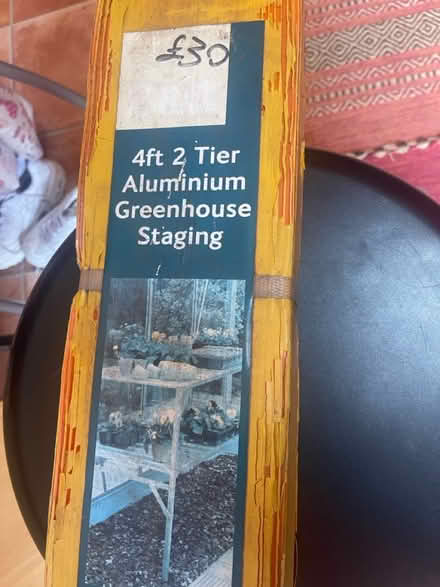 £30
4ft 2 Tier
Aluminium
Greenhouse
Staging